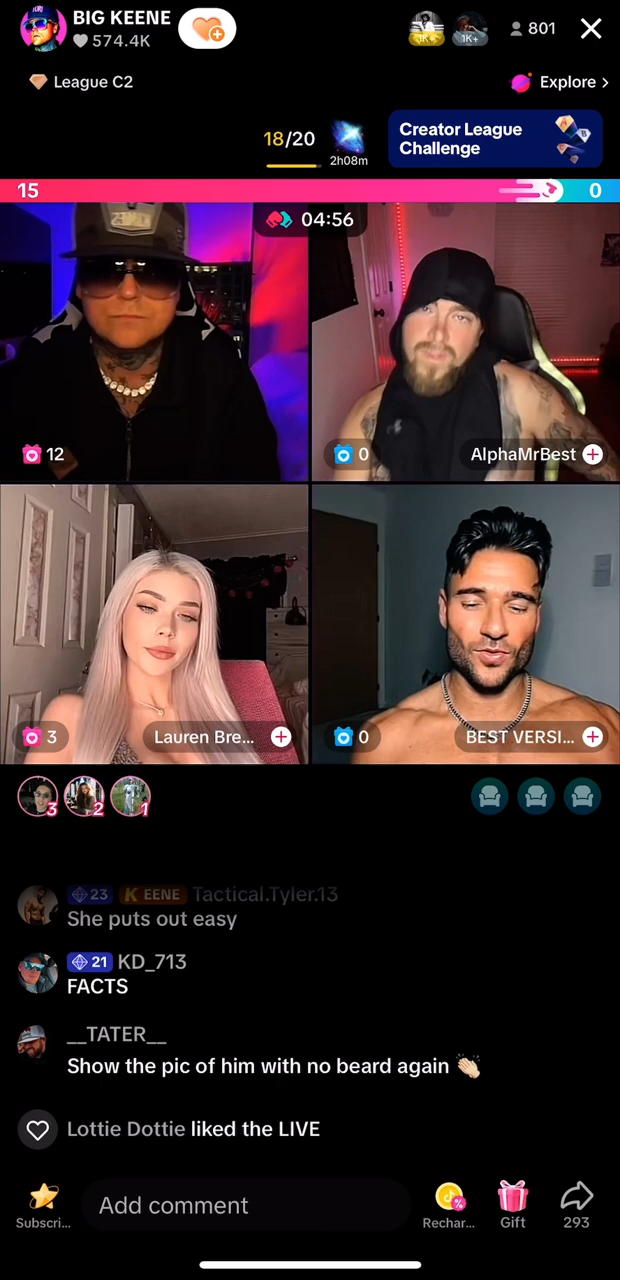 BIG KEENE
574.4K
1K+
1K+
801
League C2
Explore >
18/20
2h08m
Creator League
Challenge
15
0
04:56
12
0
AlphaMrBest
3
Lauren Bre...
0
BEST VERSI...
3
2
1
23 K EENE Tactical.Tyler.13
She puts out easy
21 KD_713
FACTS
__TATER__
Show the pic of him with no beard again 👏🏻
Lottie Dottie liked the LIVE
Subscri...
Add comment
Rechar...
Gift
293